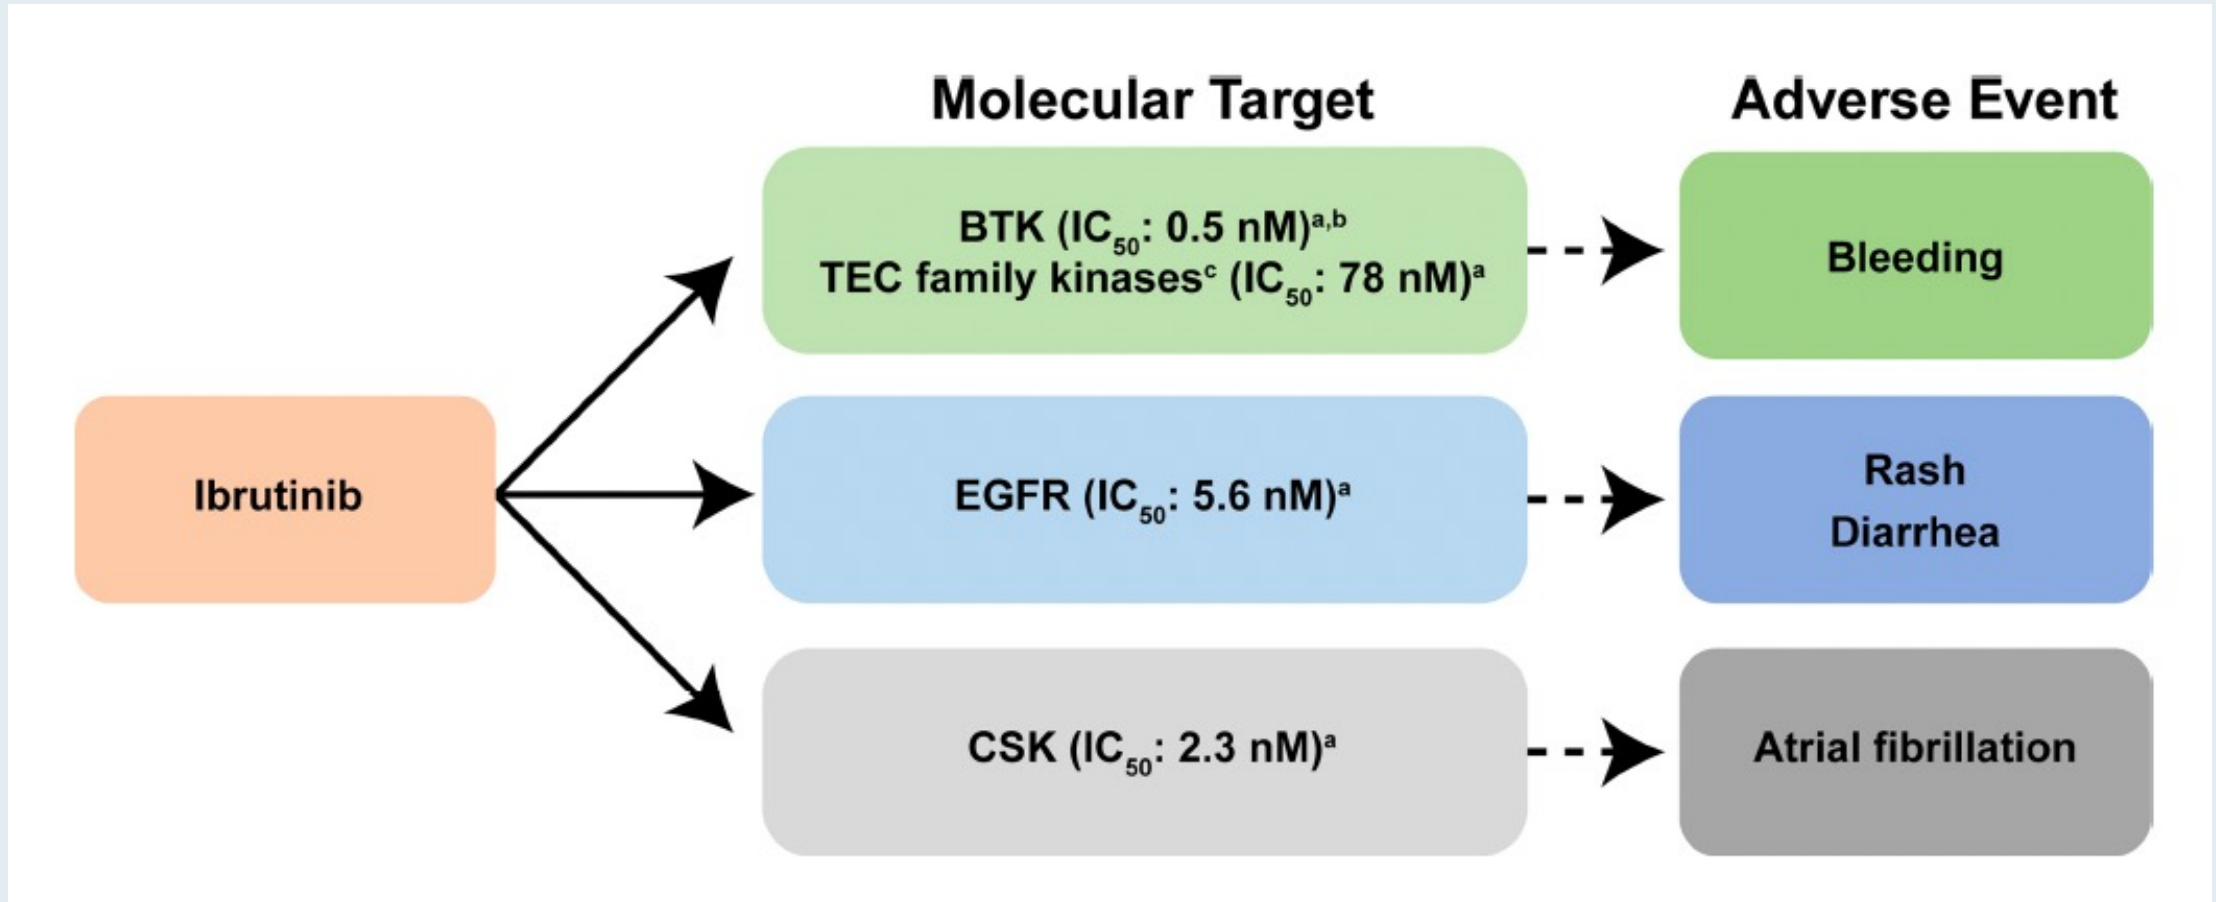 Molecular Target
Adverse Event
BTK (IC₅₀: 0.5 nM)ᵃ,ᵇ
TEC family kinasesᶜ (IC₅₀: 78 nM)ᵃ
Bleeding
Ibrutinib
EGFR (IC₅₀: 5.6 nM)ᵃ
Rash
Diarrhea
CSK (IC₅₀: 2.3 nM)ᵃ
Atrial fibrillation